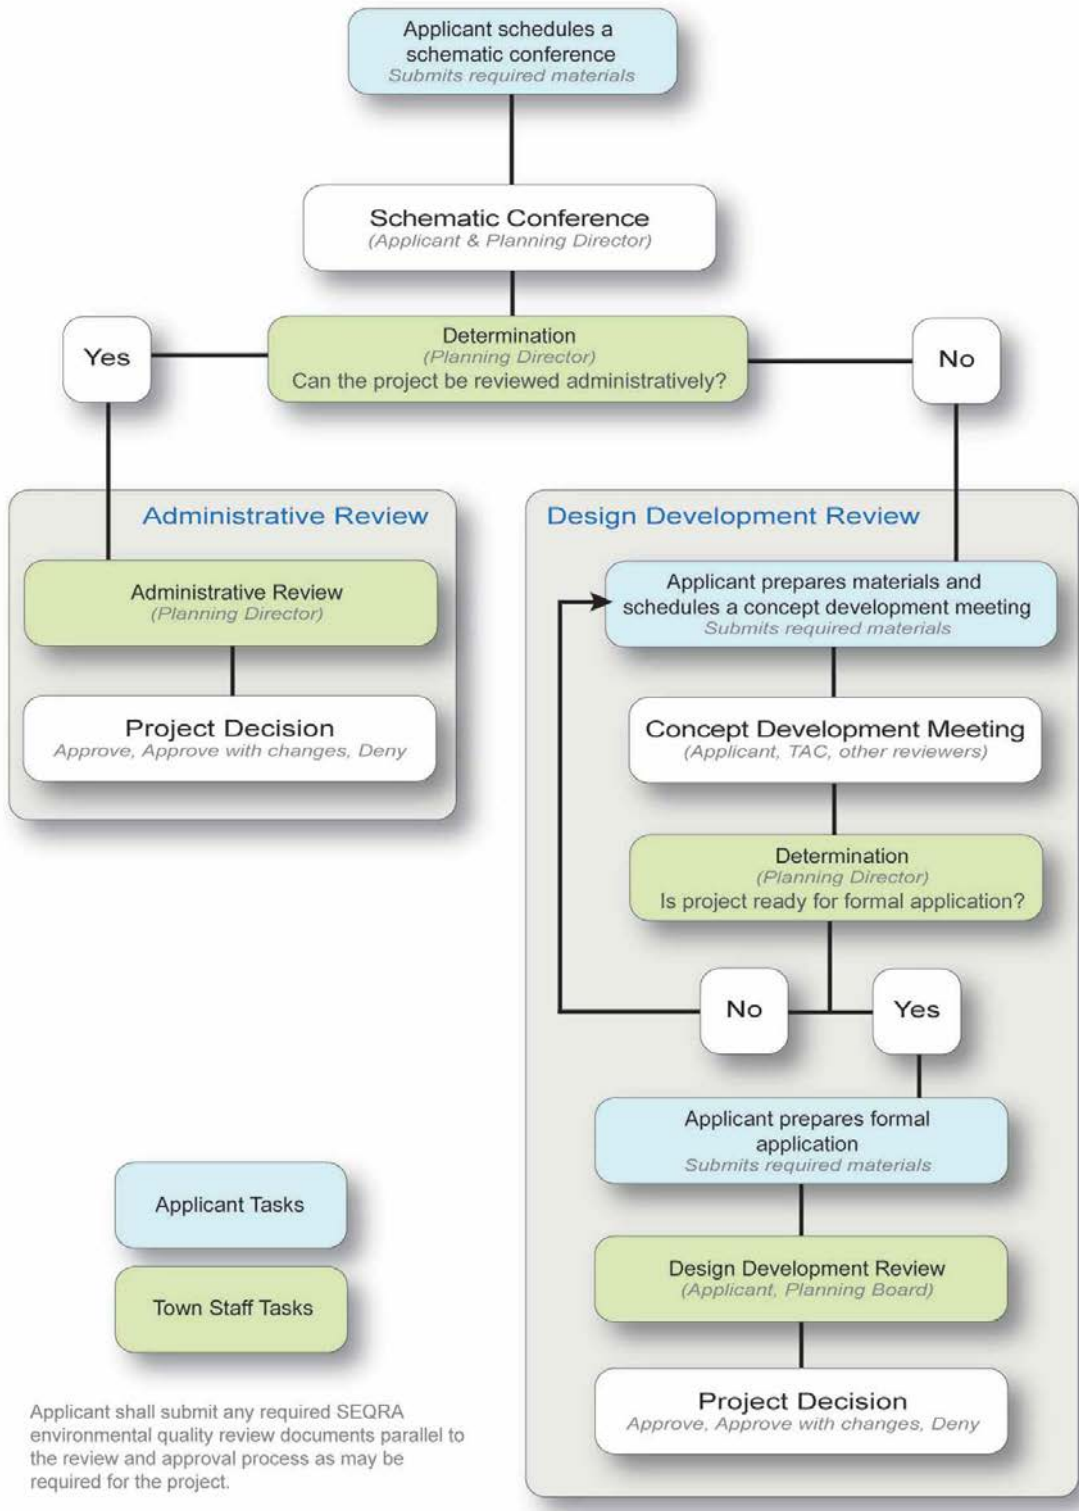 Applicant schedules a
schematic conference
Submits required materials
Schematic Conference
(Applicant & Planning Director)
Determination
(Planning Director)
Can the project be reviewed administratively?
Yes
No
Administrative Review
Administrative Review
(Planning Director)
Project Decision
Approve, Approve with changes, Deny
Design Development Review
Applicant prepares materials and
schedules a concept development meeting
Submits required materials
Concept Development Meeting
(Applicant, TAC, other reviewers)
Determination
(Planning Director)
Is project ready for formal application?
No
Yes
Applicant prepares formal
application
Submits required materials
Design Development Review
(Applicant, Planning Board)
Project Decision
Approve, Approve with changes, Deny
Applicant Tasks
Town Staff Tasks
Applicant shall submit any required SEQRA
environmental quality review documents parallel to
the review and approval process as may be
required for the project.